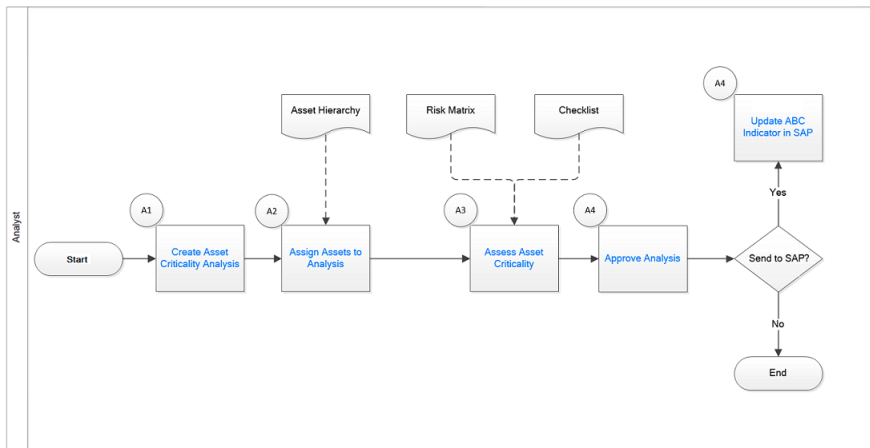 Analyst
Start
A1
Create Asset
Criticality Analysis
Asset Hierarchy
A2
Assign Assets to
Analysis
Risk Matrix
Checklist
A3
Assess Asset
Criticality
A4
Approve Analysis
Send to SAP?
Yes
A4
Update ABC
Indicator in SAP
No
End